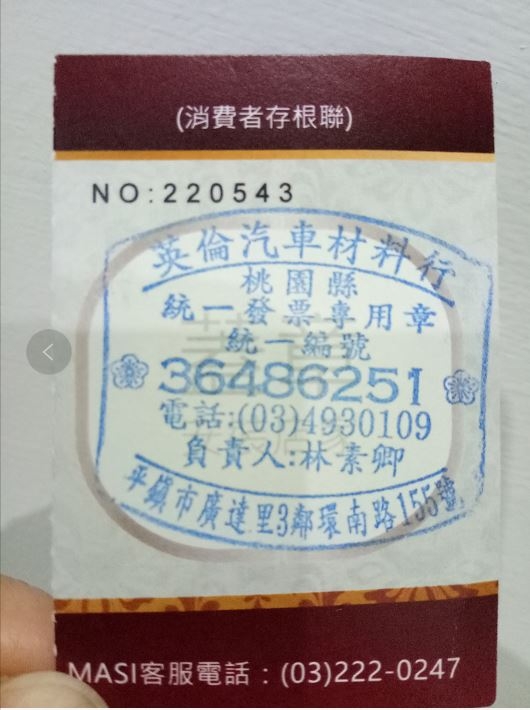 (消費者存根聯)
NO:220543
英倫汽車材料行
桃園縣
統一發票專用章
統一編號
36486251
電話:(03)4930109
負責人:林素卿
平鎮市廣達里3鄰環南路155號
MASI客服電話:(03)222-0247